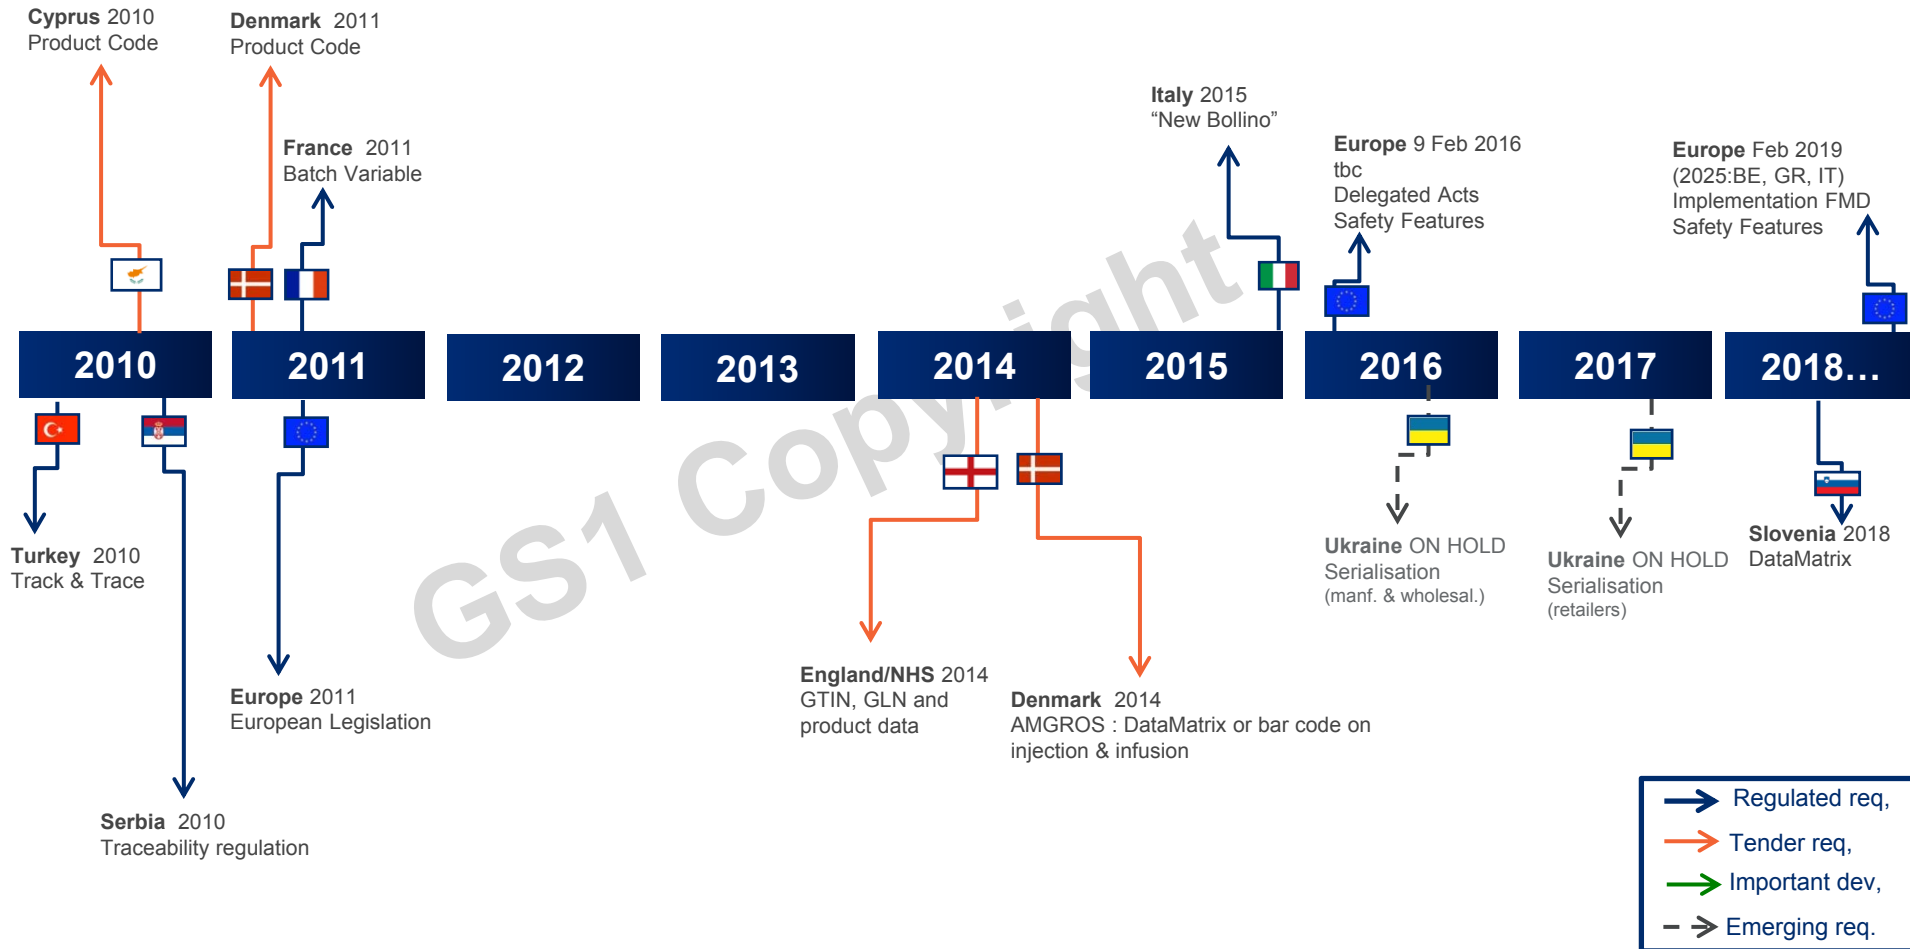 Cyprus 2010
Product Code
Denmark 2011
Product Code
France 2011
Batch Variable
Italy 2015
“New Bollino”
Europe 9 Feb 2016
tbc
Delegated Acts
Safety Features
Europe Feb 2019
(2025:BE, GR, IT)
Implementation FMD
Safety Features
2010
2011
2012
2013
2014
2015
2016
2017
2018...
GS1 Copyright
Turkey 2010
Track & Trace
Serbia 2010
Traceability regulation
Europe 2011
European Legislation
England/NHS 2014
GTIN, GLN and
product data
Denmark 2014
AMGROS : DataMatrix or bar code on
injection & infusion
Ukraine ON HOLD
Serialisation
(manf. & wholesal.)
Ukraine ON HOLD
Serialisation
(retailers)
Slovenia 2018
DataMatrix
Regulated req,
Tender req,
Important dev,
Emerging req.